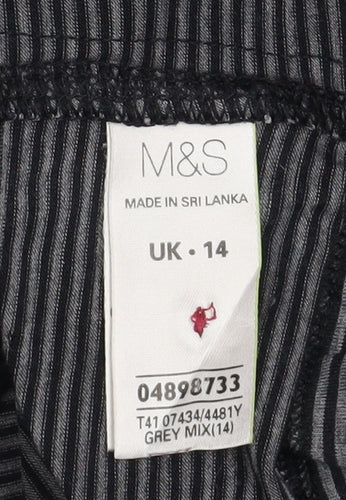 M&S
MADE IN SRI LANKA
UK • 14
04898733
T41 07434/4481Y
GREY MIX(14)